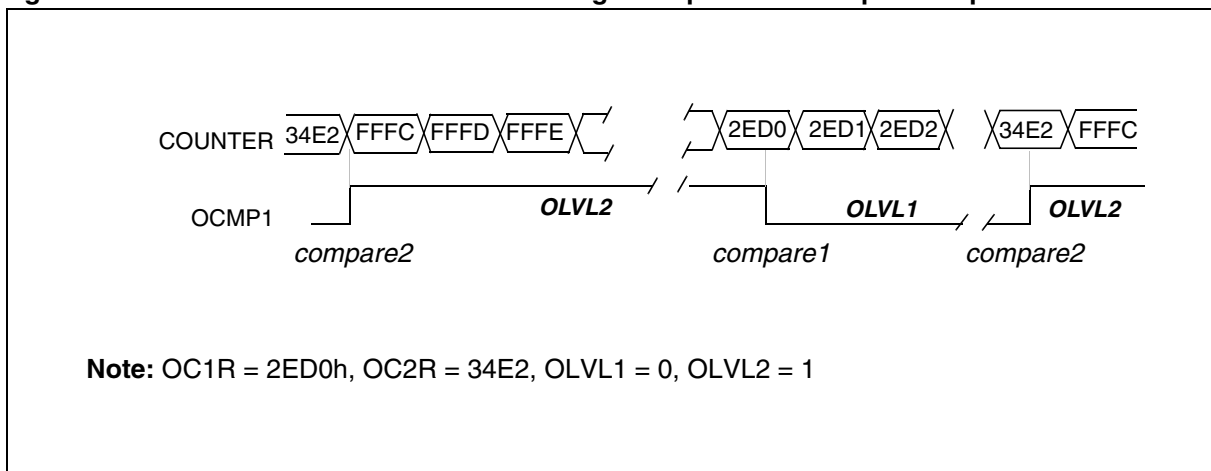 COUNTER 34E2 FFFC FFFD FFFE 2ED0 2ED1 2ED2 34E2 FFFC
OCMP1 OLVL2 OLVL1 OLVL2
compare2 compare1 compare2
Note: OC1R = 2ED0h, OC2R = 34E2, OLVL1 = 0, OLVL2 = 1